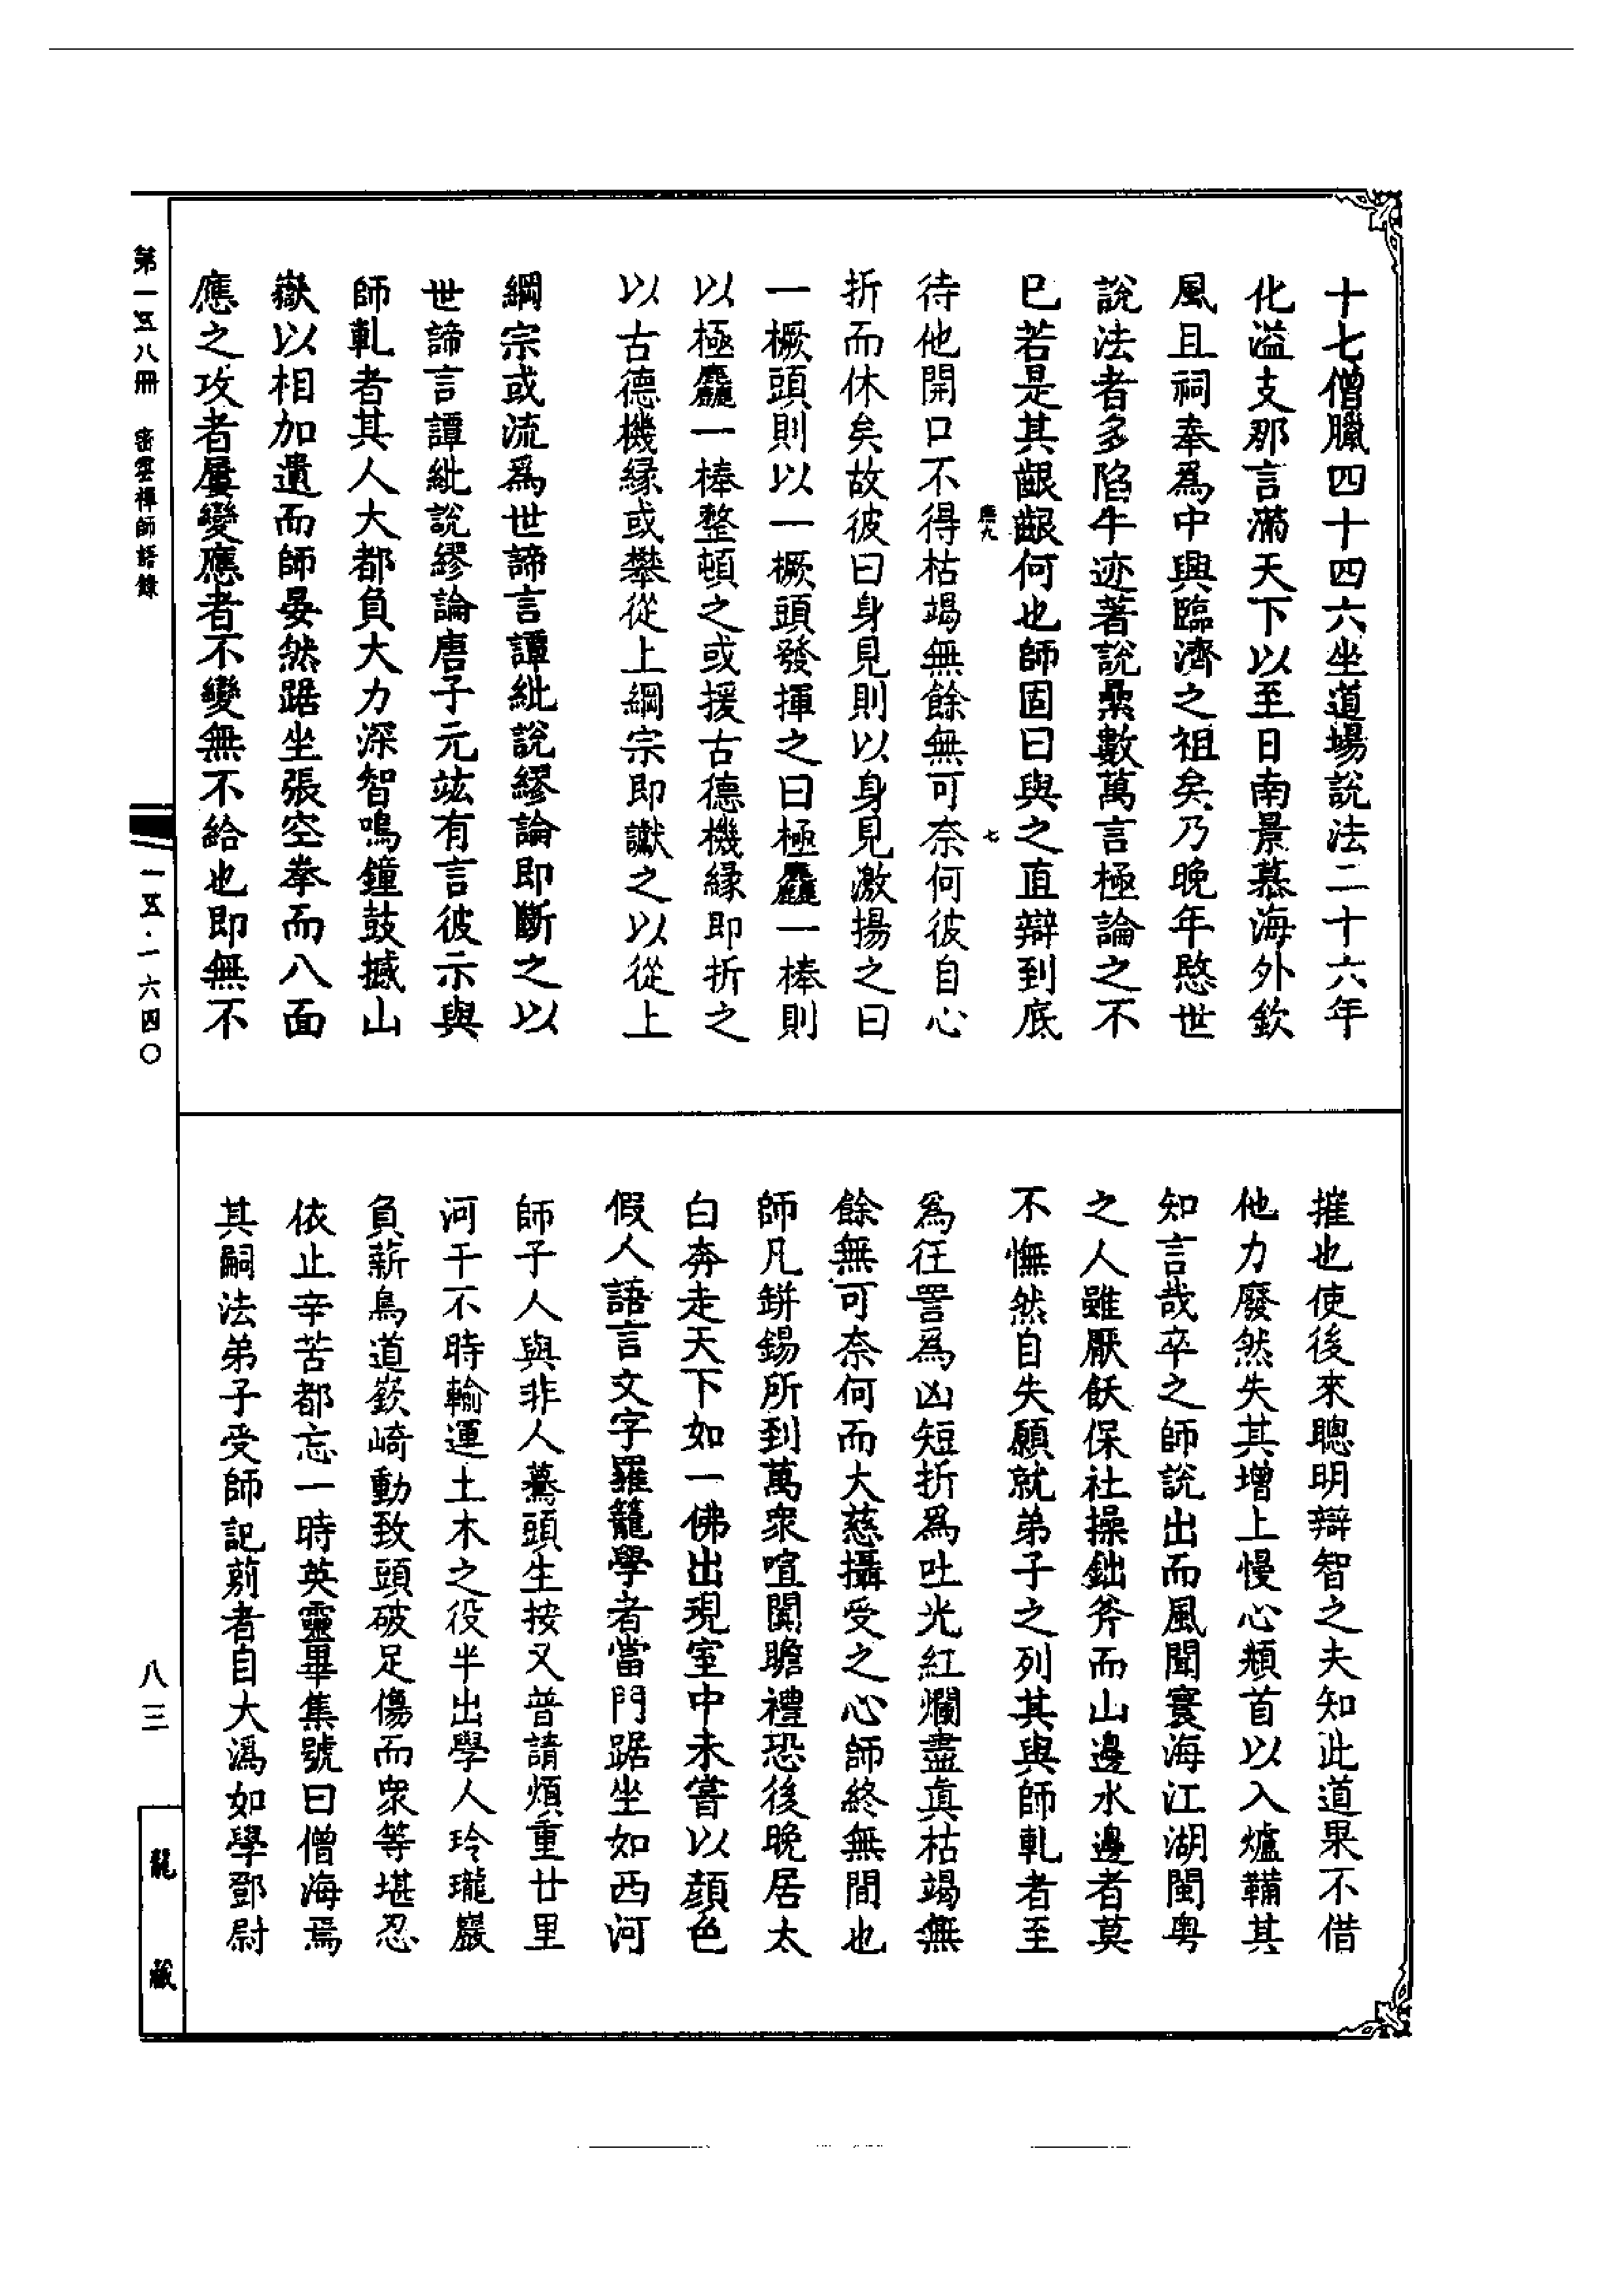 十七僧臘四十四六坐道場說法二十六年
化溢支那言滿天下以至日南景慕海外欽
風且祠奉爲中興臨濟之祖矣乃晚年愍世
說法者多陷牛迹著說纍數萬言極論之不
已若是其齦齦何也師固曰與之直辯到底
待他開口不得枯竭無餘無可奈何彼自心
折而休矣故彼曰身見則以身見激揚之曰
一橛頭則以一橛頭發揮之曰極麤一棒則
以極麤一棒整頓之或援古德機緣即折之
以古德機緣或攀從上綱宗即讞之以從上
綱宗或流爲世諦言譚紕說繆論即斷之以
世諦言譚紕說繆論唐子元竑有言彼示與
師軋者其人大都負大力深智鳴鐘鼓撼山
嶽以相加遺而師晏然踞坐張空拳而八面
應之攻者屢變應者不變無不給也即無不
摧也使後來聰明辯智之夫知此道果不借
他力廢然失其增上慢心頫首以入爐鞴其
知言哉卒之師說出而風聞寰海江湖閩粤
之人雖厭飫保社操鈯斧而山邊水邊者莫
不憮然自失願就弟子之列其與師軋者至
爲狂詈爲凶短折爲吐光紅爛盡眞枯竭無
餘無可奈何而大慈攝受之心師終無間也
師凡缾錫所到萬衆喧闐瞻禮恐後晚居太
白奔走天下如一佛出現室中未嘗以顏色
假人語言文字羅籠學者當門踞坐如西河
師子人與非人驀頭生按又普請煩重廿里
河干不時輸運土木之役半出學人玲瓏巖
負薪鳥道嶔崎動致頭破足傷而衆等堪忍
依止辛苦都忘一時英靈畢集號曰僧海焉
其嗣法弟子受師記莂者自大溈如學鄧尉
麈九
七
第一五八冊 密雲禪師語錄
一五·一六四〇
八三
龍藏